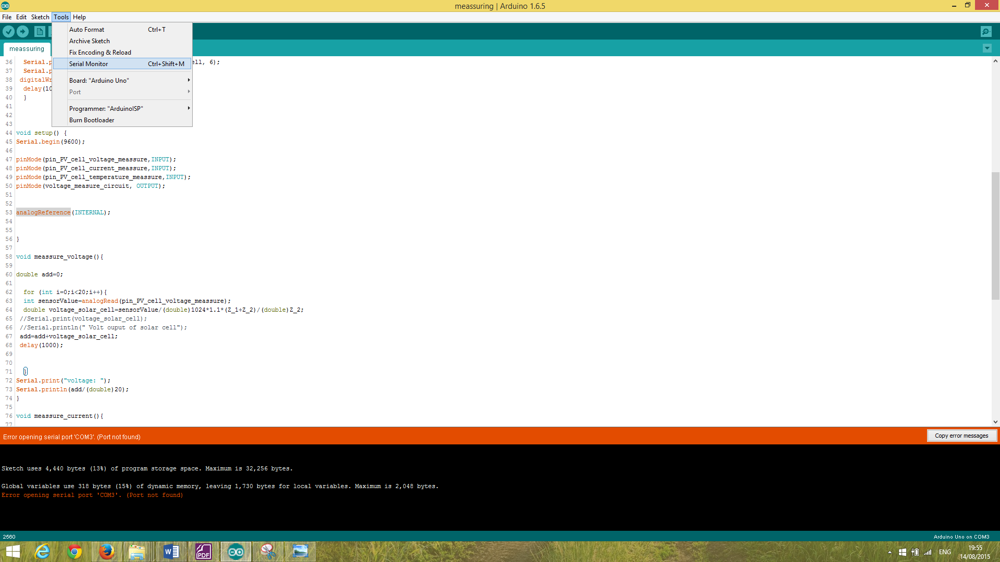 meassuring | Arduino 1.6.5
File Edit Sketch Tools Help
Auto Format Ctrl+T
Archive Sketch
Fix Encoding & Reload
Serial Monitor Ctrl+Shift+M
Board: "Arduino Uno"
Port
Programmer: "ArduinoISP"
Burn Bootloader
meassuring
36 Serial.p ell, 6);
37 Serial.p
38 digitalWr
39 delay(10
40 }
41
42
43
44 void setup() {
45 Serial.begin(9600);
46
47 pinMode(pin_PV_cell_voltage_meassure,INPUT);
48 pinMode(pin_PV_cell_current_meassure,INPUT);
49 pinMode(pin_PV_cell_temperature_meassure,INPUT);
50 pinMode(voltage_measure_circuit, OUTPUT);
51
52
53 analogReference(INTERNAL);
54
55
56 }
57
58 void meassure_voltage(){
59
60 double add=0;
61
62 for (int i=0;i<20;i++){
63 int sensorValue=analogRead(pin_PV_cell_voltage_meassure);
64 double voltage_solar_cell=sensorValue/(double)1024*1.1*(Z_1+Z_2)/(double)Z_2;
65 //Serial.print(voltage_solar_cell);
66 //Serial.println(" Volt ouput of solar cell");
67 add=add+voltage_solar_cell;
68 delay(1000);
69
70
71 }
72 Serial.print("voltage: ");
73 Serial.println(add/(double)20);
74 }
75
76 void meassure_current(){
77
Error opening serial port 'COM3'. (Port not found)
Copy error messages
Sketch uses 4,440 bytes (13%) of program storage space. Maximum is 32,256 bytes.
Global variables use 318 bytes (15%) of dynamic memory, leaving 1,730 bytes for local variables. Maximum is 2,048 bytes.
Error opening serial port 'COM3'. (Port not found)
2560
Arduino Uno on COM3
PDF
ENG
19:55
14/08/2015